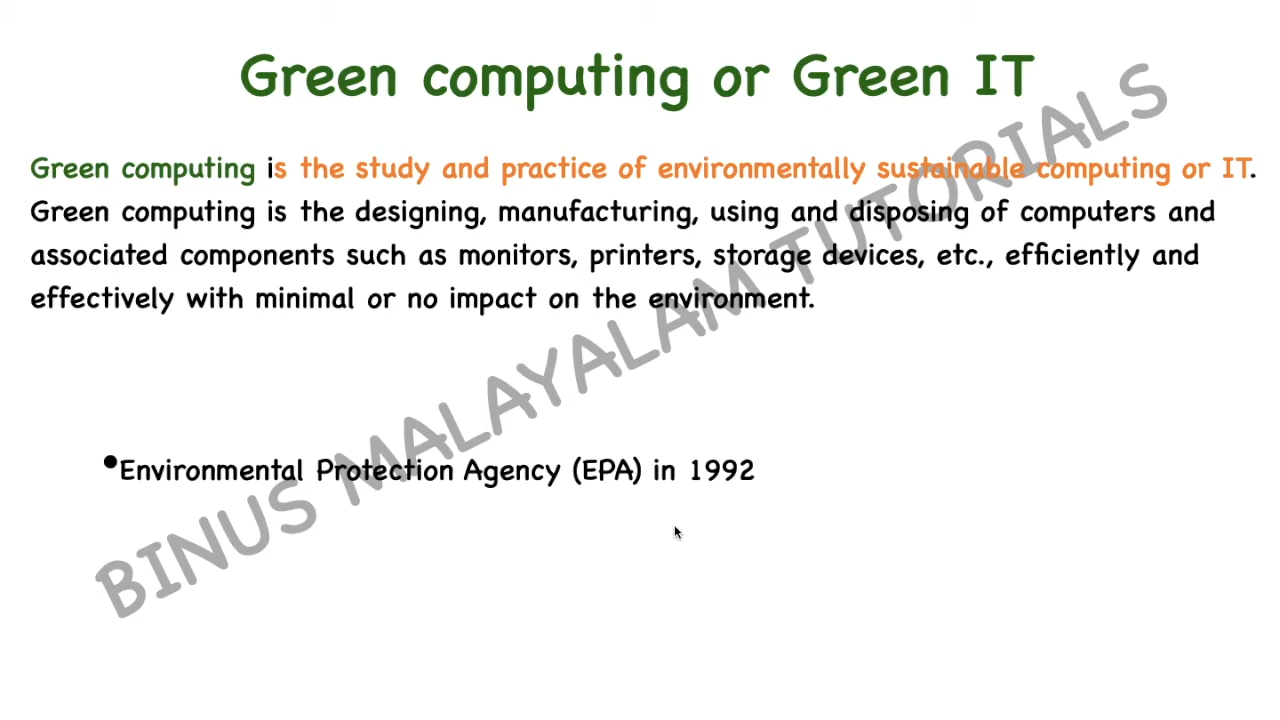 Green computing or Green IT
Green computing is the study and practice of environmentally sustainable computing or IT.
Green computing is the designing, manufacturing, using and disposing of computers and
associated components such as monitors, printers, storage devices, etc., efficiently and
effectively with minimal or no impact on the environment.
•Environmental Protection Agency (EPA) in 1992
BINUS MALAYALAM TUTORIALS